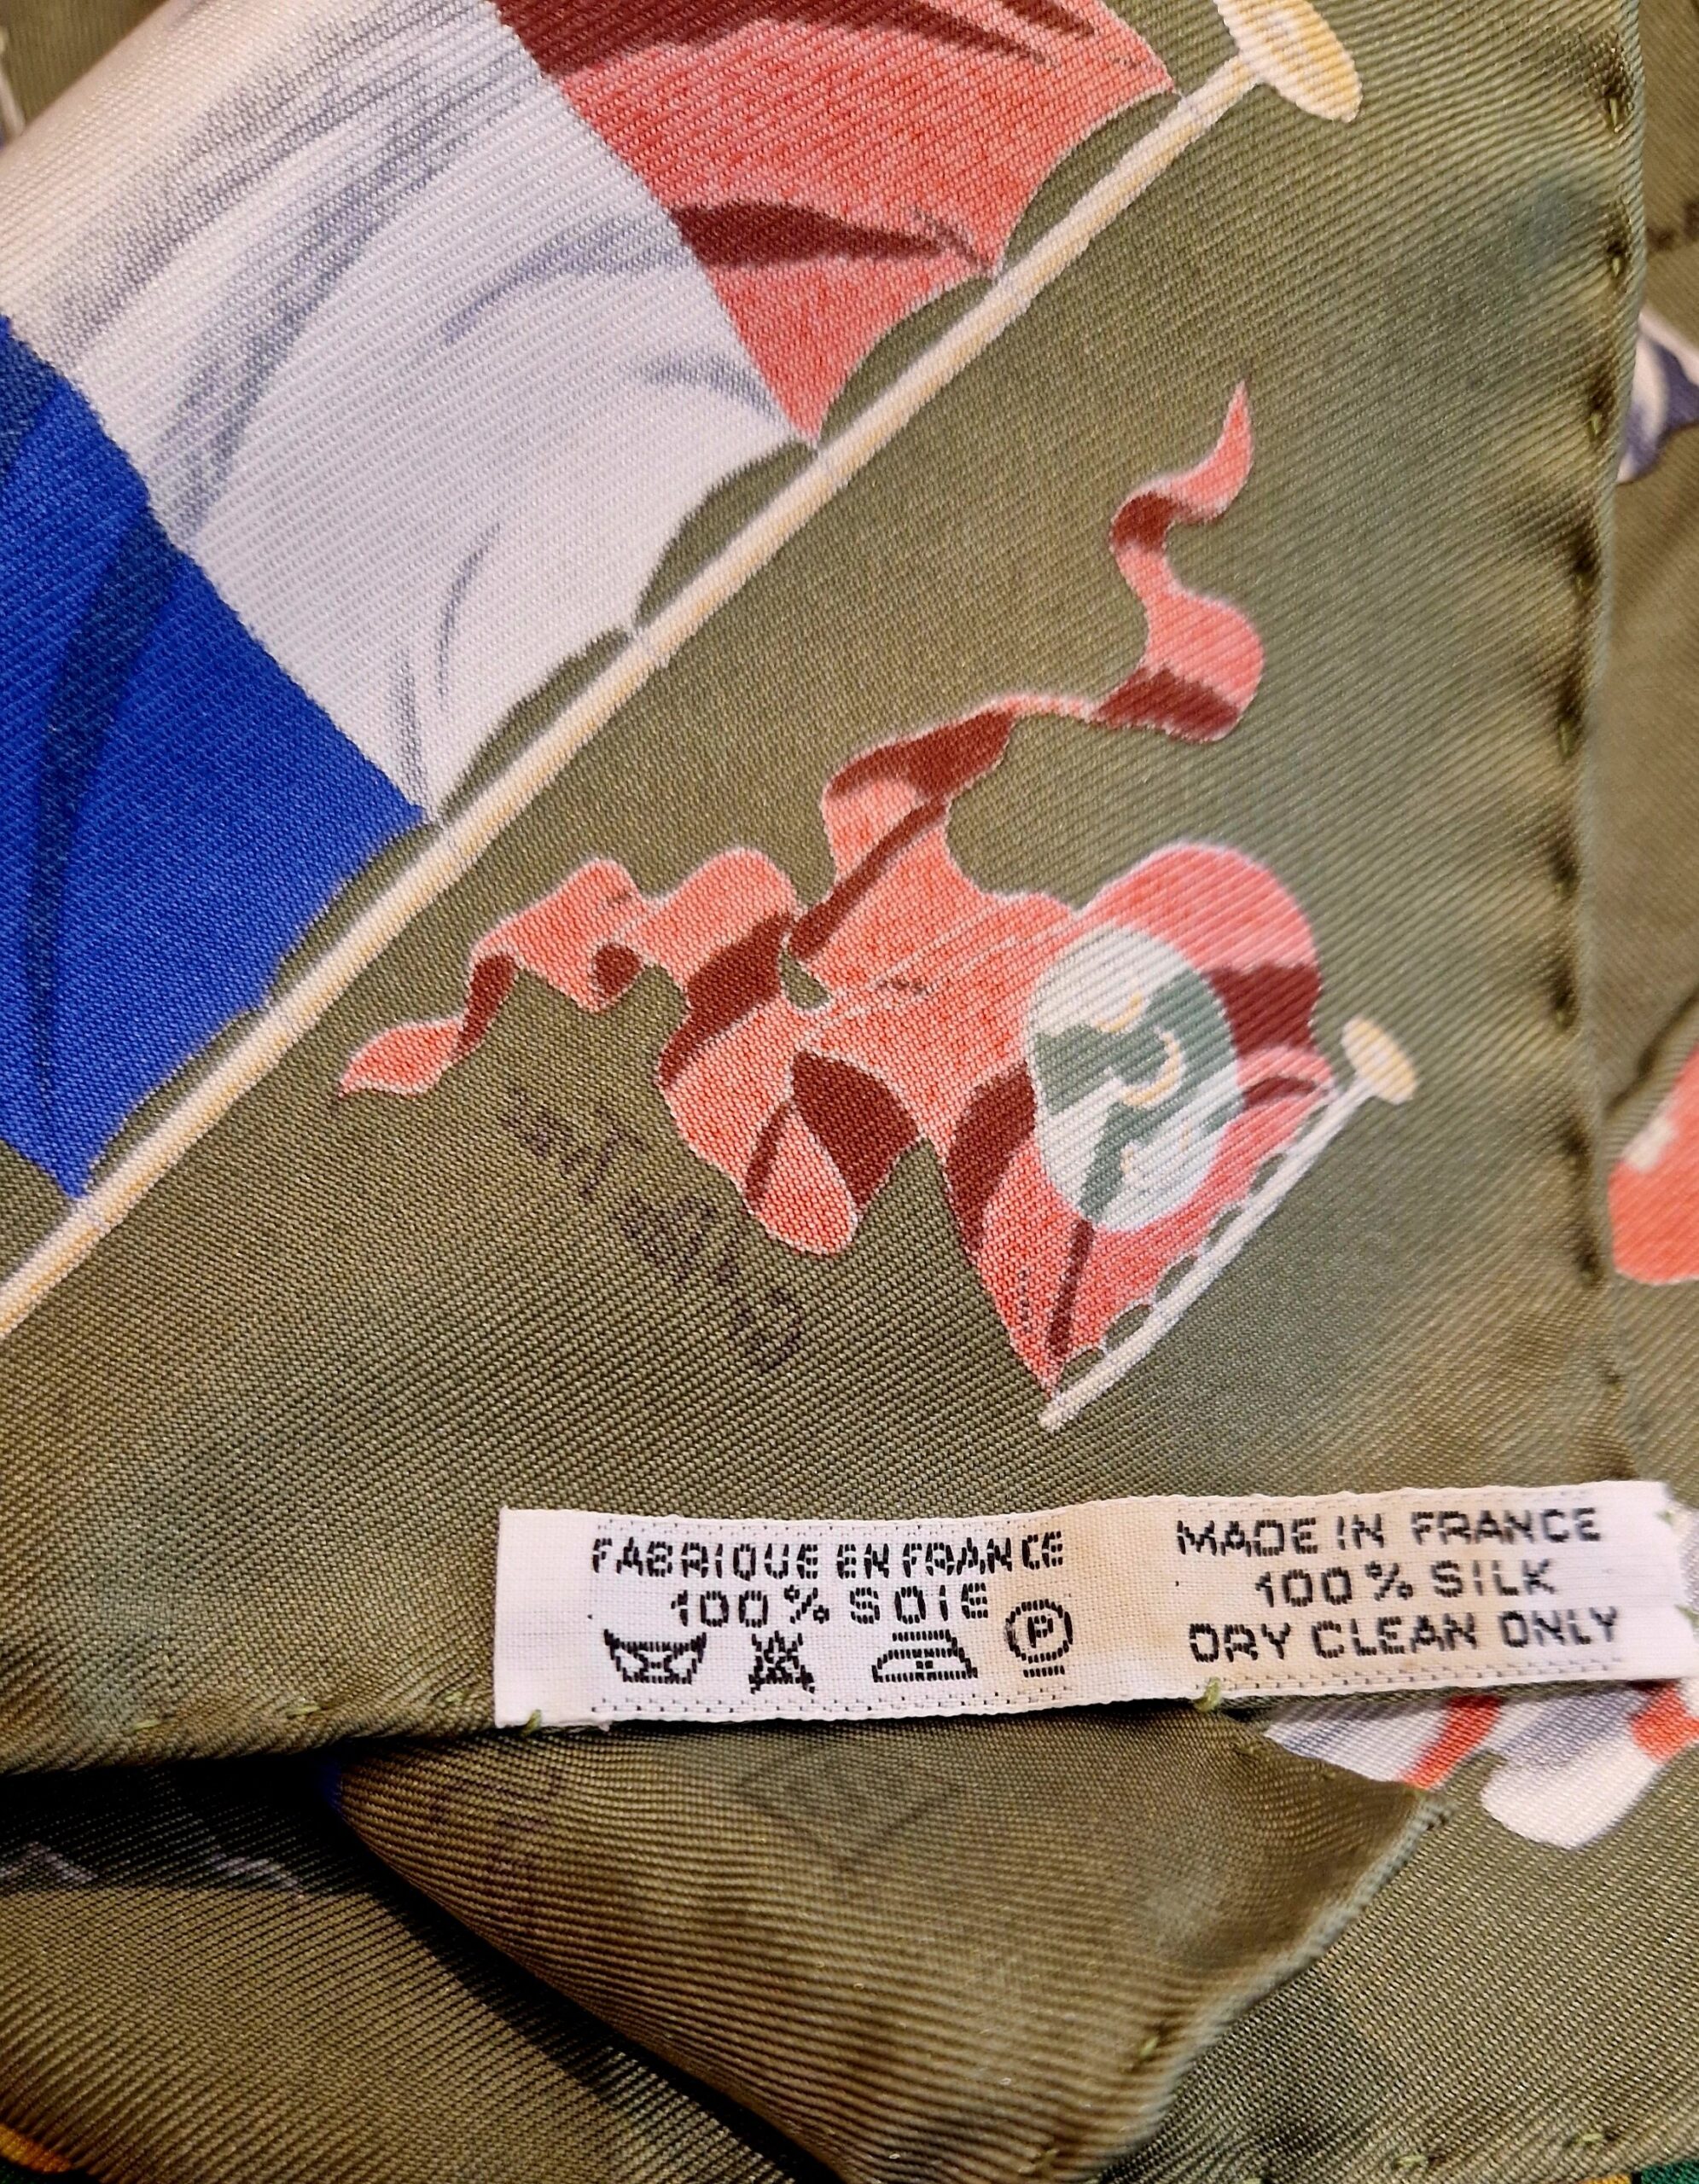 FABRIQUE EN FRANCE
100% SOIE
P
MADE IN FRANCE
100% SILK
DRY CLEAN ONLY